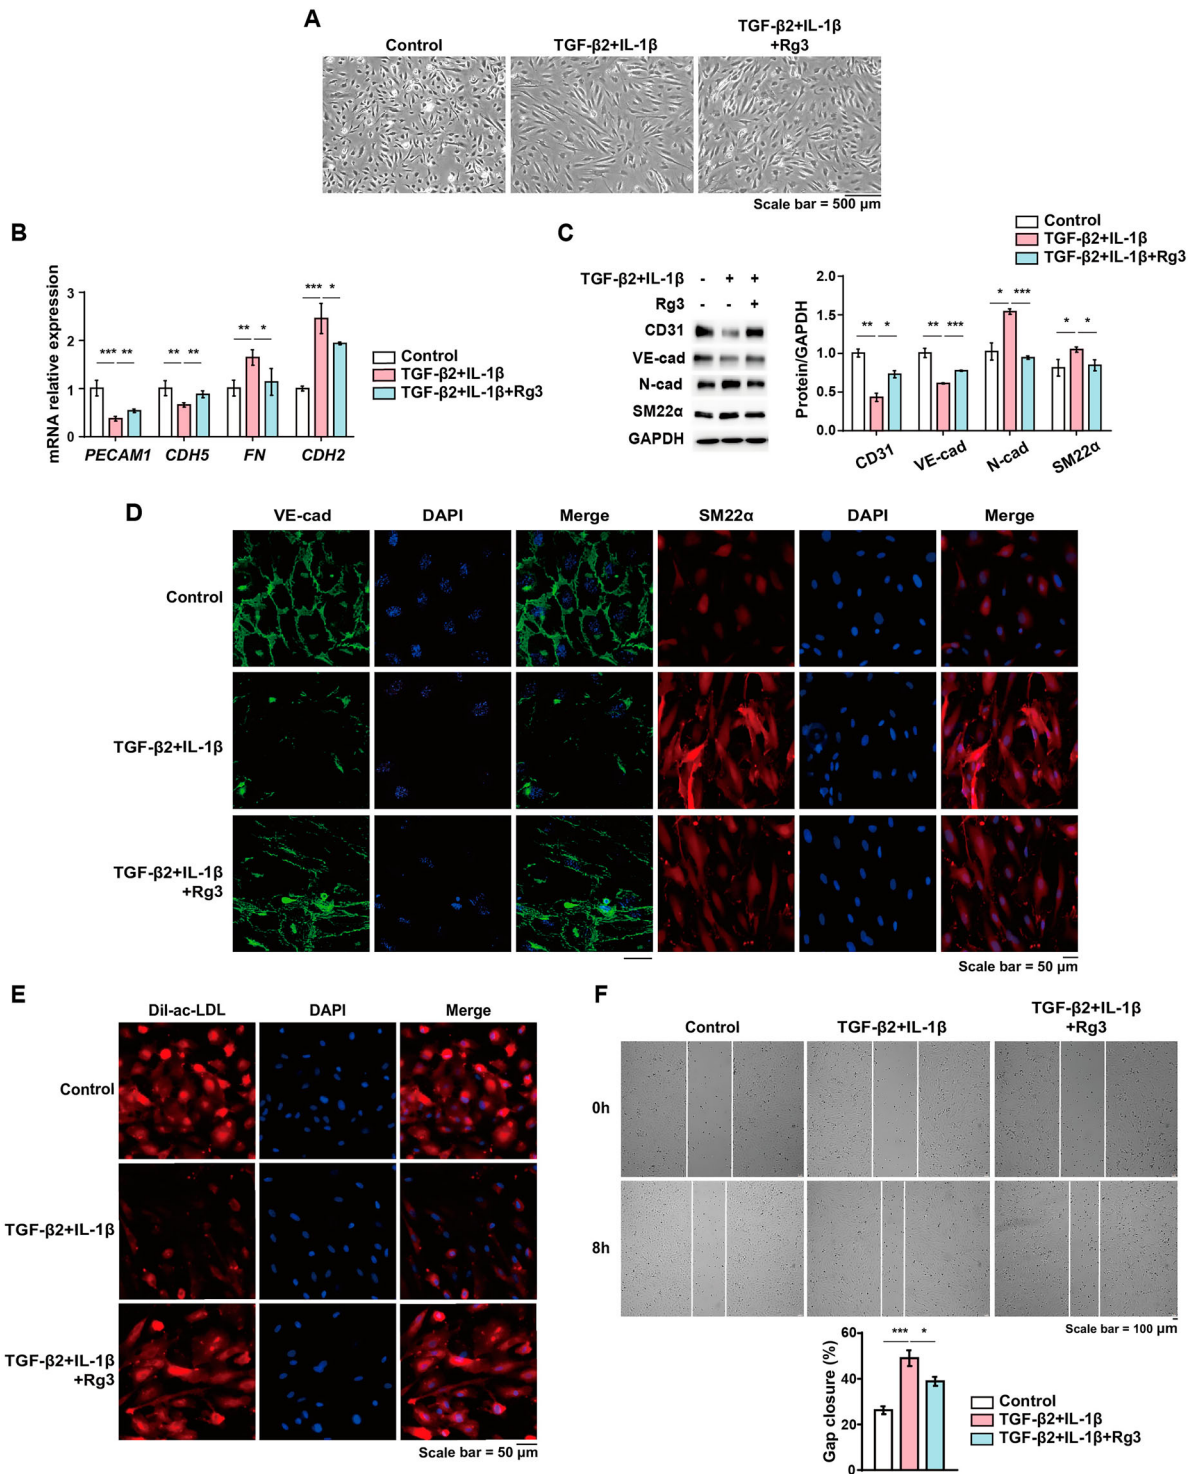 A
Control
TGF-β2+IL-1β
TGF-β2+IL-1β
+Rg3
Scale bar = 500 μm
B
mRNA relative expression
3
2
1
0
*** ** ** ** ** * *** *
PECAM1 CDH5 FN CDH2
Control
TGF-β2+IL-1β
TGF-β2+IL-1β+Rg3
C
TGF-β2+IL-1β - + +
Rg3 - - +
CD31
VE-cad
N-cad
SM22α
GAPDH
Control
TGF-β2+IL-1β
TGF-β2+IL-1β+Rg3
Protein/GAPDH
2.0
1.5
1.0
0.5
0.0
** * ** *** * *** * *
CD31 VE-cad N-cad SM22α
D
VE-cad DAPI Merge SM22α DAPI Merge
Control
TGF-β2+IL-1β
TGF-β2+IL-1β
+Rg3
Scale bar = 50 μm
E
Dil-ac-LDL DAPI Merge
Control
TGF-β2+IL-1β
TGF-β2+IL-1β
+Rg3
Scale bar = 50 μm
F
Control
TGF-β2+IL-1β
TGF-β2+IL-1β
+Rg3
0h
8h
Scale bar = 100 μm
Gap closure (%)
60
40
20
0
*** *
Control
TGF-β2+IL-1β
TGF-β2+IL-1β+Rg3